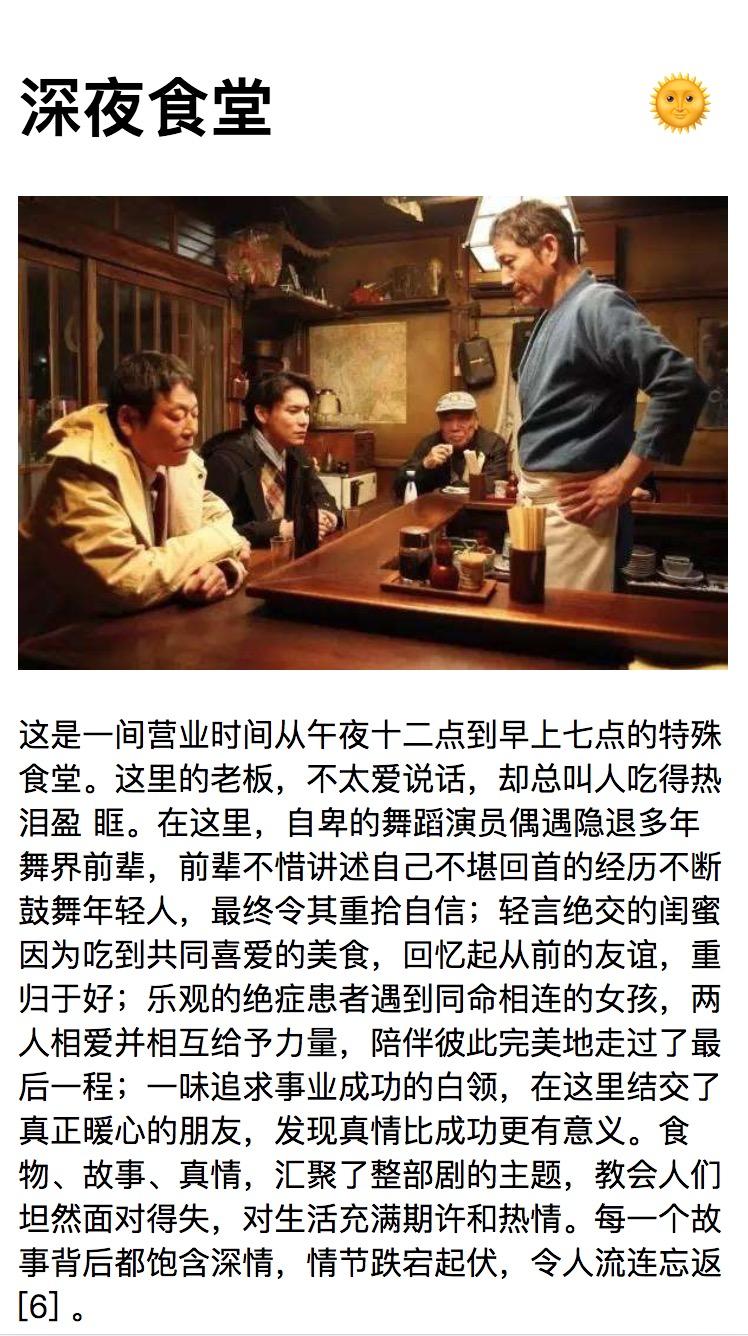 深夜食堂
这是一间营业时间从午夜十二点到早上七点的特殊
食堂。这里的老板，不太爱说话，却总叫人吃得热
泪盈 眶。在这里，自卑的舞蹈演员偶遇隐退多年
舞界前辈，前辈不惜讲述自己不堪回首的经历不断
鼓舞年轻人，最终令其重拾自信；轻言绝交的闺蜜
因为吃到共同喜爱的美食，回忆起从前的友谊，重
归于好；乐观的绝症患者遇到同命相连的女孩，两
人相爱并相互给予力量，陪伴彼此完美地走过了最
后一程；一味追求事业成功的白领，在这里结交了
真正暖心的朋友，发现真情比成功更有意义。食
物、故事、真情，汇聚了整部剧的主题，教会人们
坦然面对得失，对生活充满期许和热情。每一个故
事背后都饱含深情，情节跌宕起伏，令人流连忘返
[6] 。